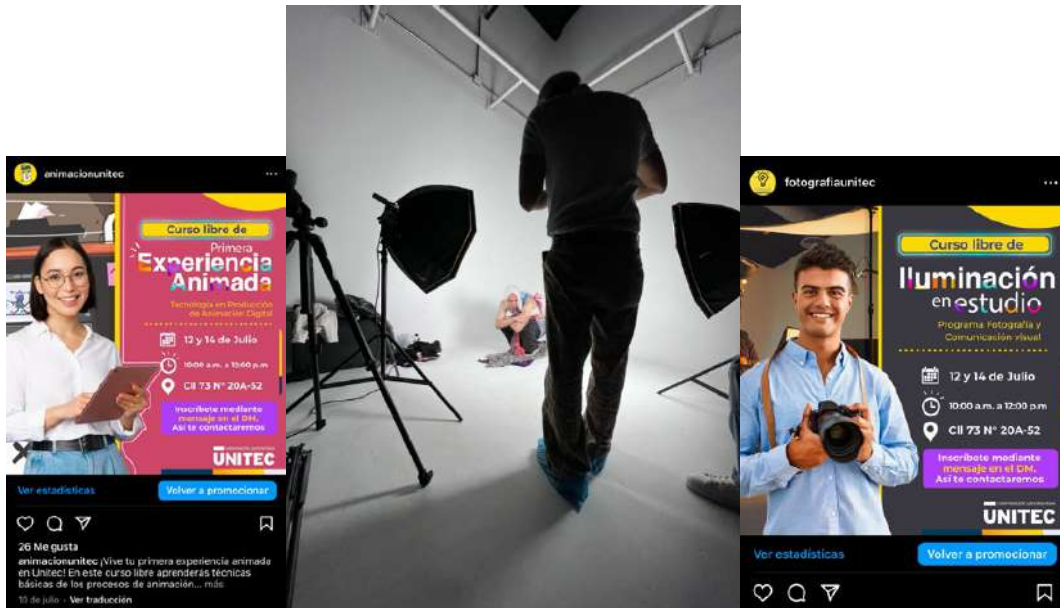 animacionunitec
Curso libre de
Primera
Experiencia
Animada
Tecnología en Producción
de Animación Digital
12 y 14 de Julio
10:00 a.m. a 12:00 p.m
Cll 73 N° 20A-52
Inscríbete mediante
mensaje en el DM.
Así te contactaremos
UNITEC
Ver estadísticas
Volver a promocionar
26 Me gusta
animacionunitec ¡Vive tu primera experiencia animada
en Unitec! En este curso libre aprenderás técnicas
básicas de los procesos de animación... más
10 de julio · Ver traducción
fotografiaunitec
Curso libre de
Iluminación
en estudio
Programa Fotografía y
Comunicación visual
12 y 14 de Julio
10:00 a.m. a 12:00 p.m
Cll 73 N° 20A-52
Inscríbete mediante
mensaje en el DM.
Así te contactaremos
UNITEC
Ver estadísticas
Volver a promocionar